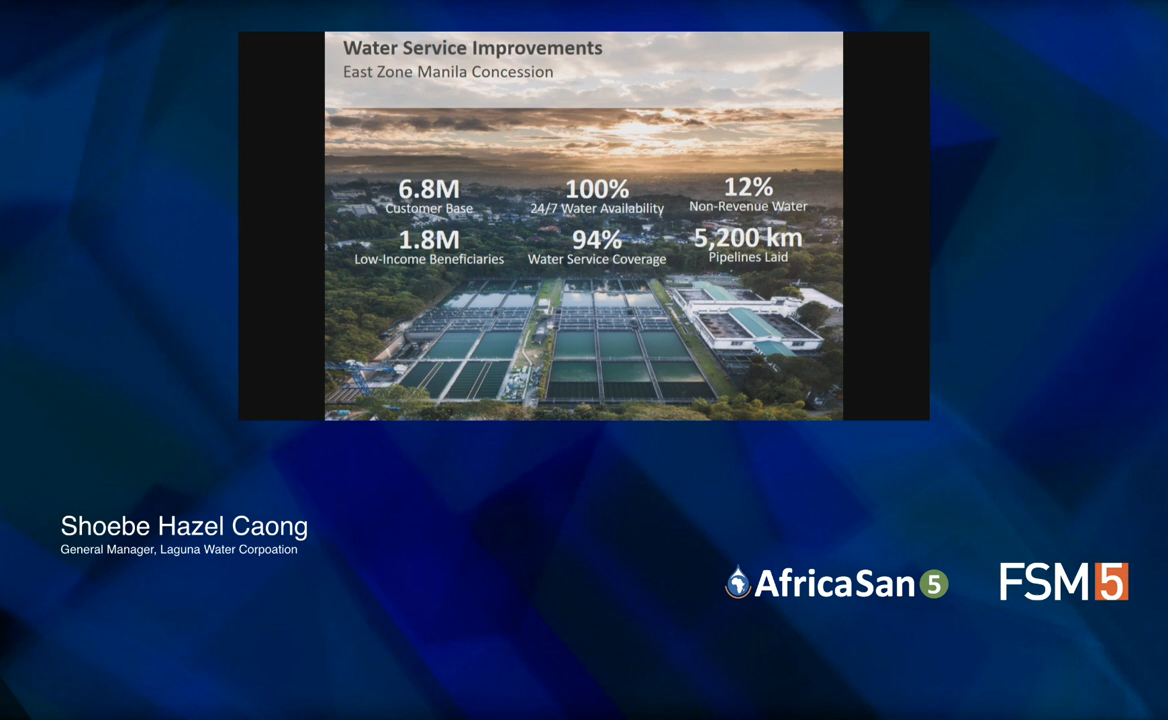 Water Service Improvements
East Zone Manila Concession
6.8M
Customer Base
100%
24/7 Water Availability
12%
Non-Revenue Water
1.8M
Low-Income Beneficiaries
94%
Water Service Coverage
5,200 km
Pipelines Laid
Shoebe Hazel Caong
General Manager, Laguna Water Corpoation
AfricaSan 5
FSM5